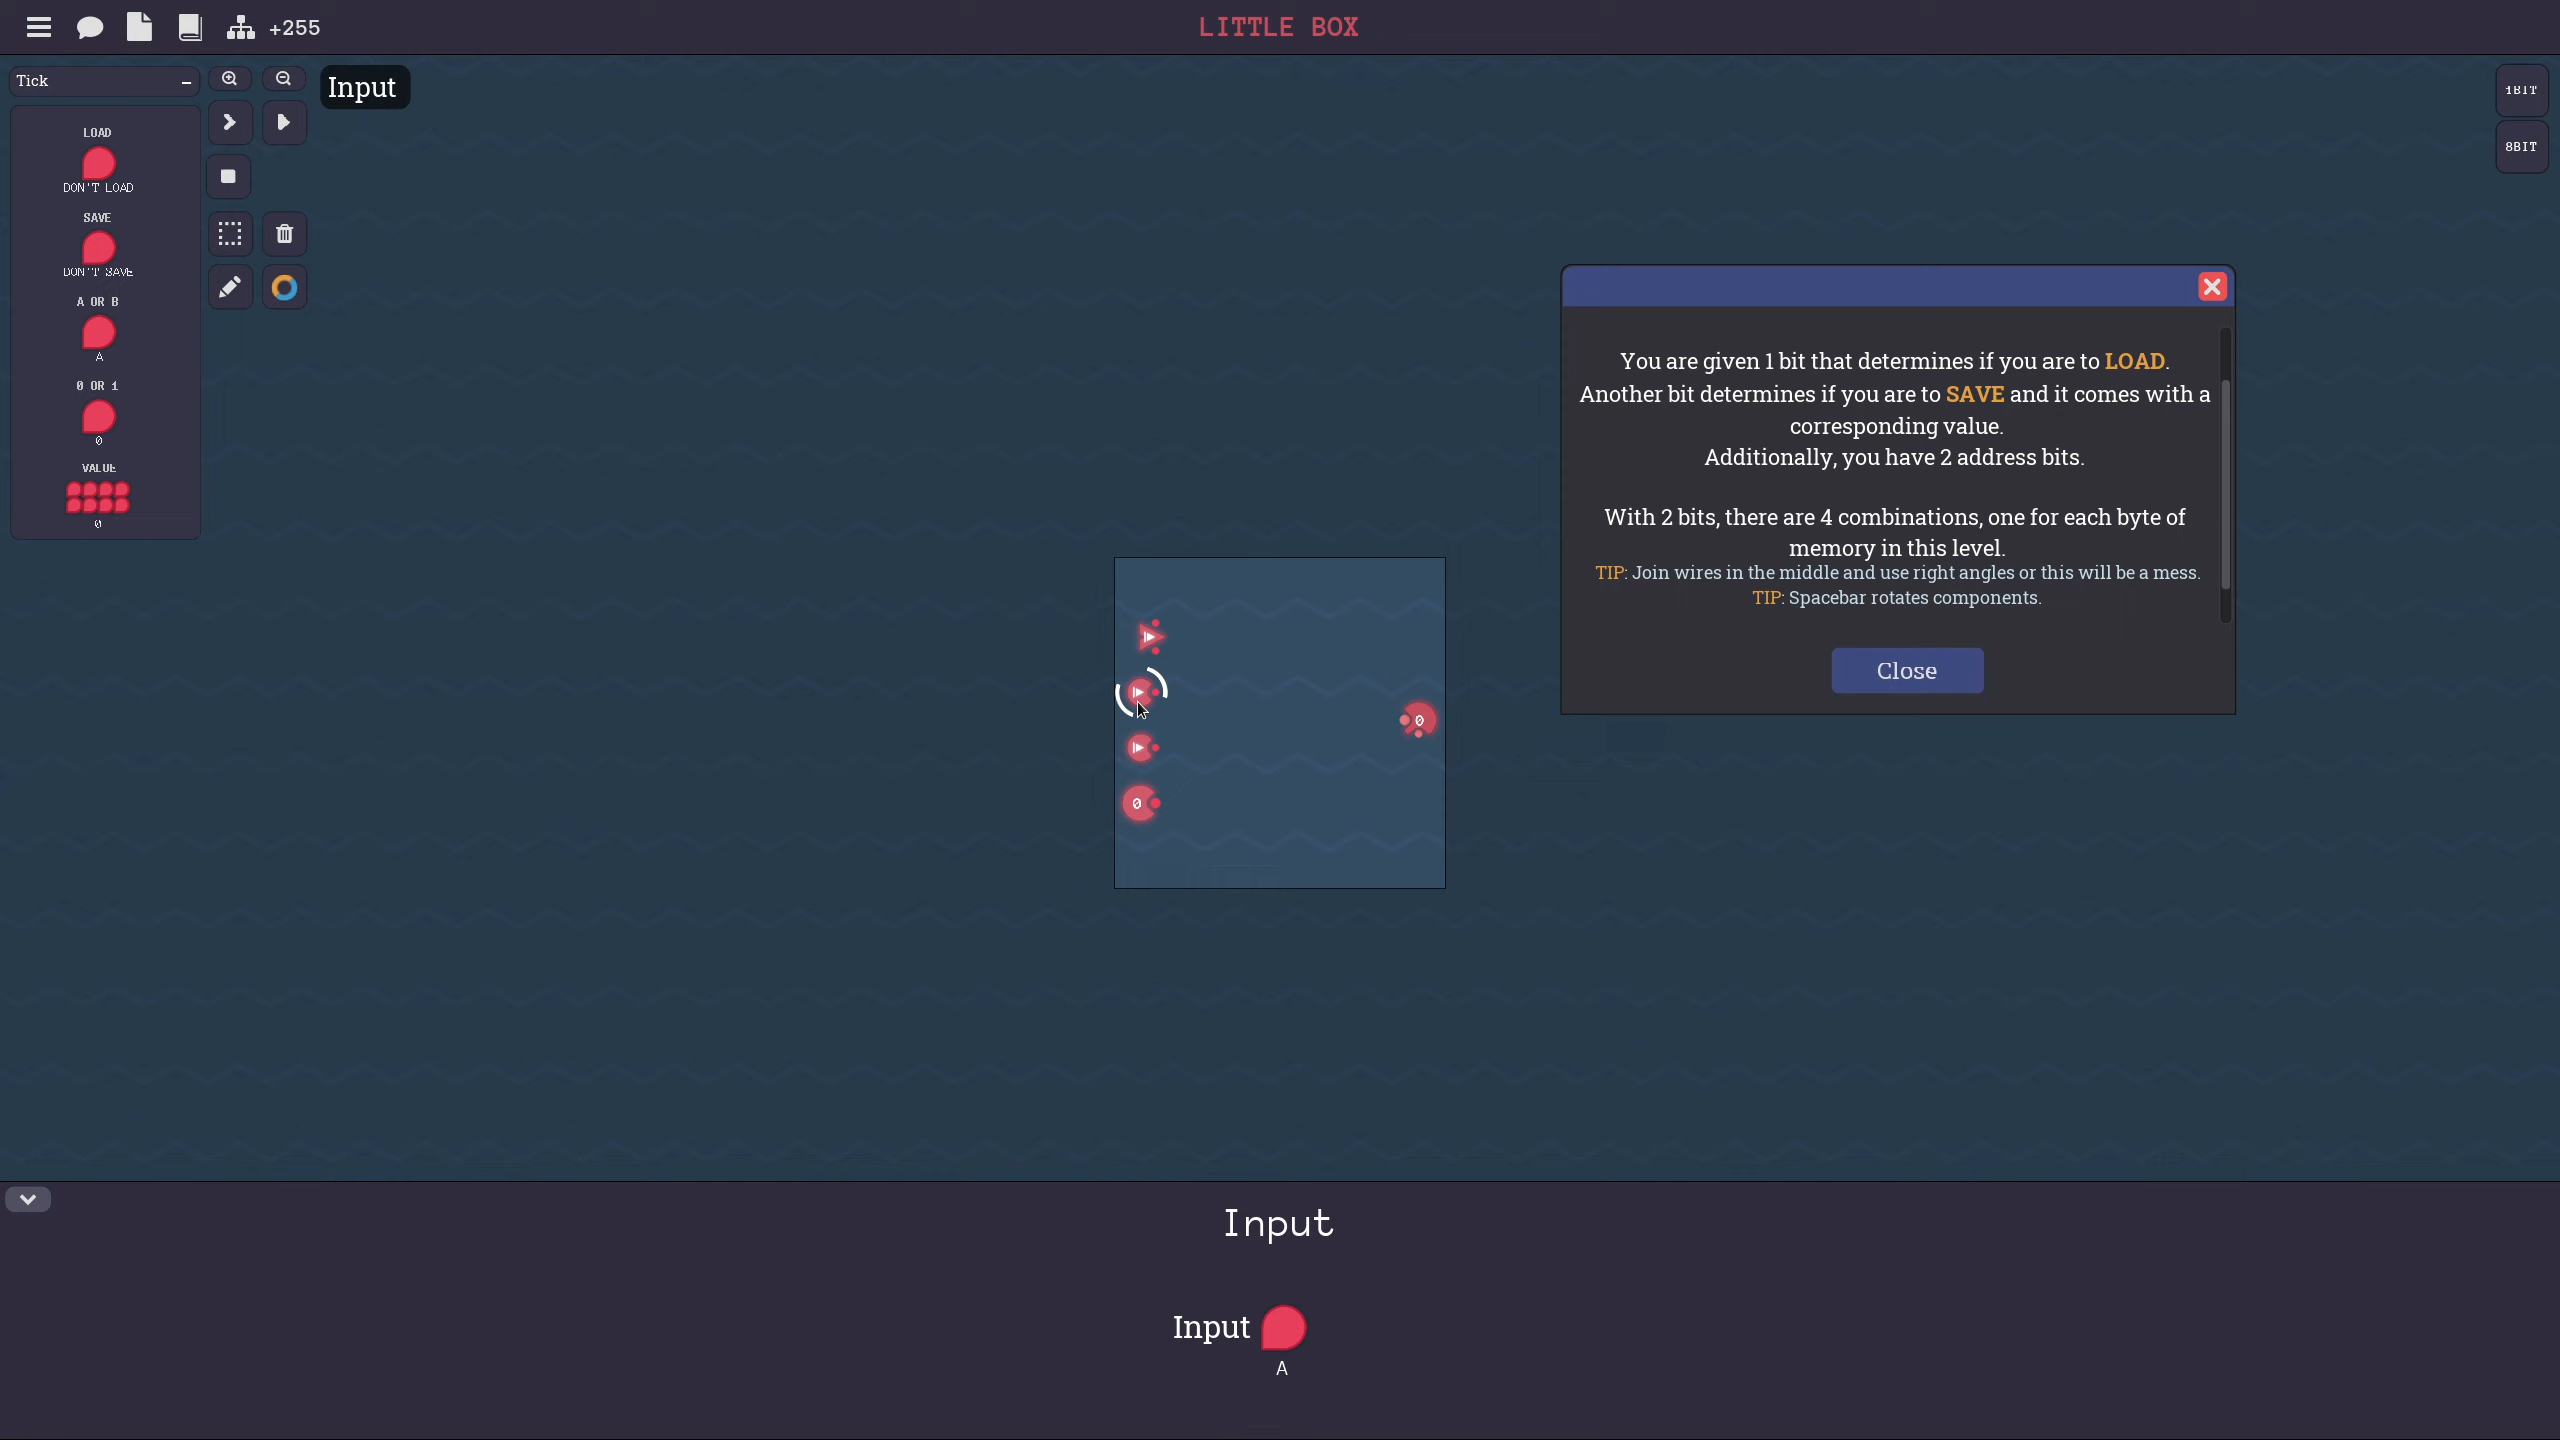 +255
LITTLE BOX
Tick
Input
1BIT
8BIT
LOAD
DON'T LOAD
SAVE
DON'T SAVE
A OR B
A
0 OR 1
0
VALUE
0
You are given 1 bit that determines if you are to LOAD.
Another bit determines if you are to SAVE and it comes with a
corresponding value.
Additionally, you have 2 address bits.
With 2 bits, there are 4 combinations, one for each byte of
memory in this level.
TIP: Join wires in the middle and use right angles or this will be a mess.
TIP: Spacebar rotates components.
Close
0
0
Input
Input
A